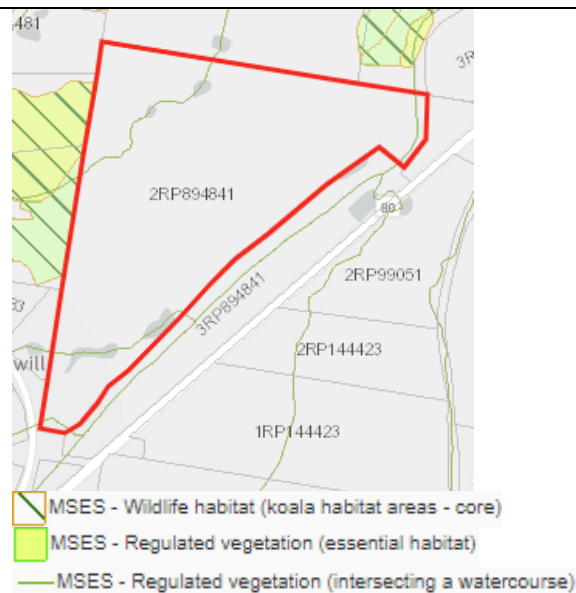 481
3R
2RP894841
80
2RP99051
3RP894841
33
will
2RP144423
1RP144423
MSES - Wildlife habitat (koala habitat areas - core)
MSES - Regulated vegetation (essential habitat)
MSES - Regulated vegetation (intersecting a watercourse)